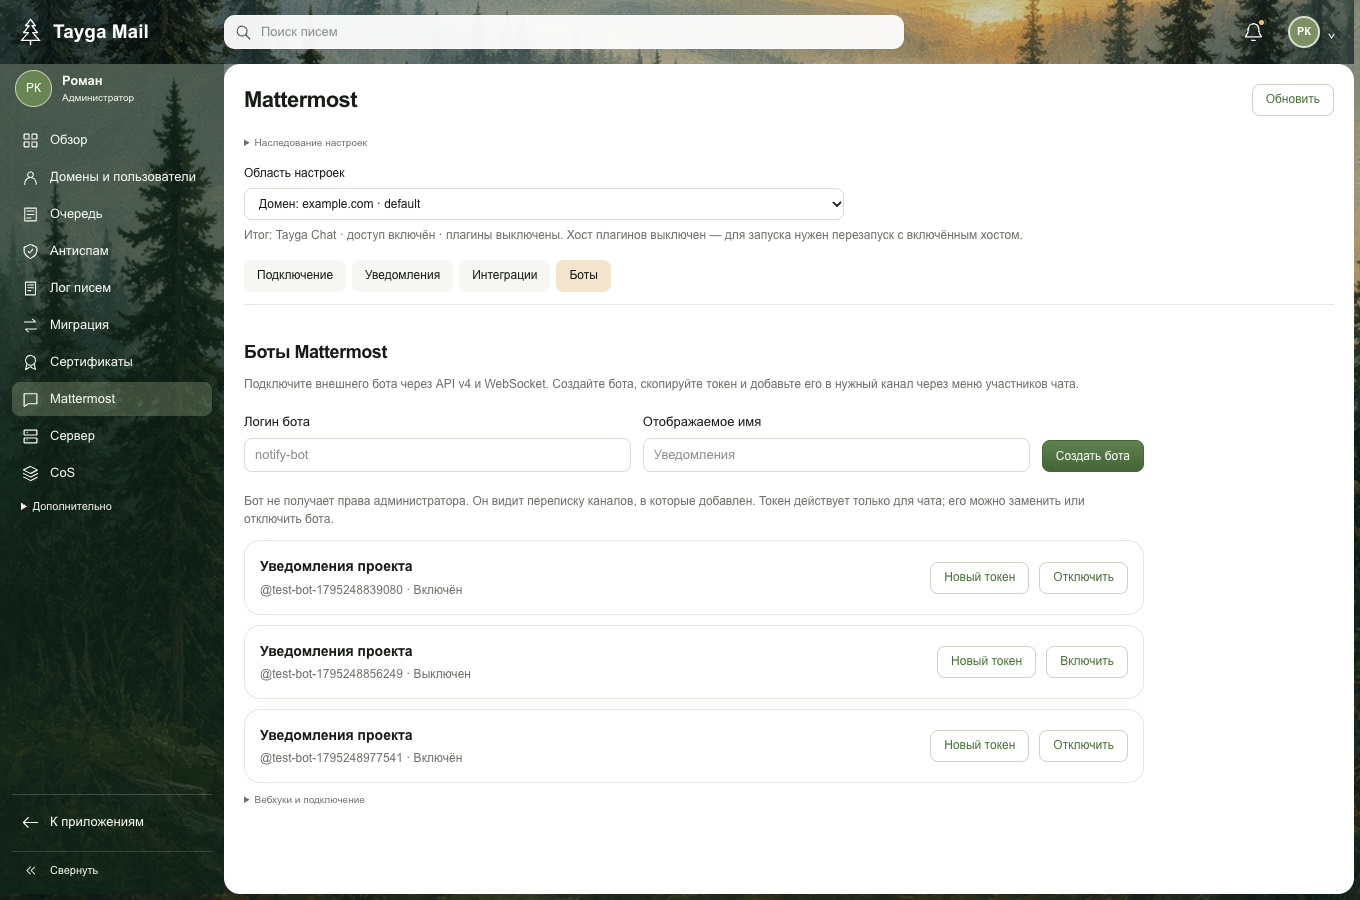 Tayga Mail
Поиск писем
РК
РК
Роман
Администратор
Обзор
Домены и пользователи
Очередь
Антиспам
Лог писем
Миграция
Сертификаты
Mattermost
Сервер
CoS
Дополнительно
К приложениям
Свернуть
Mattermost
Обновить
Наследование настроек
Область настроек
Домен: example.com · default
Итог: Tayga Chat · доступ включён · плагины выключены. Хост плагинов выключен — для запуска нужен перезапуск с включённым хостом.
Подключение Уведомления Интеграции Боты
Боты Mattermost
Подключите внешнего бота через API v4 и WebSocket. Создайте бота, скопируйте токен и добавьте его в нужный канал через меню участников чата.
Логин бота Отображаемое имя
notify-bot Уведомления Создать бота
Бот не получает права администратора. Он видит переписку каналов, в которые добавлен. Токен действует только для чата; его можно заменить или
отключить бота.
Уведомления проекта
@test-bot-1795248839080 · Включён
Новый токен Отключить
Уведомления проекта
@test-bot-1795248856249 · Выключен
Новый токен Включить
Уведомления проекта
@test-bot-1795248977541 · Включён
Новый токен Отключить
Вебхуки и подключение